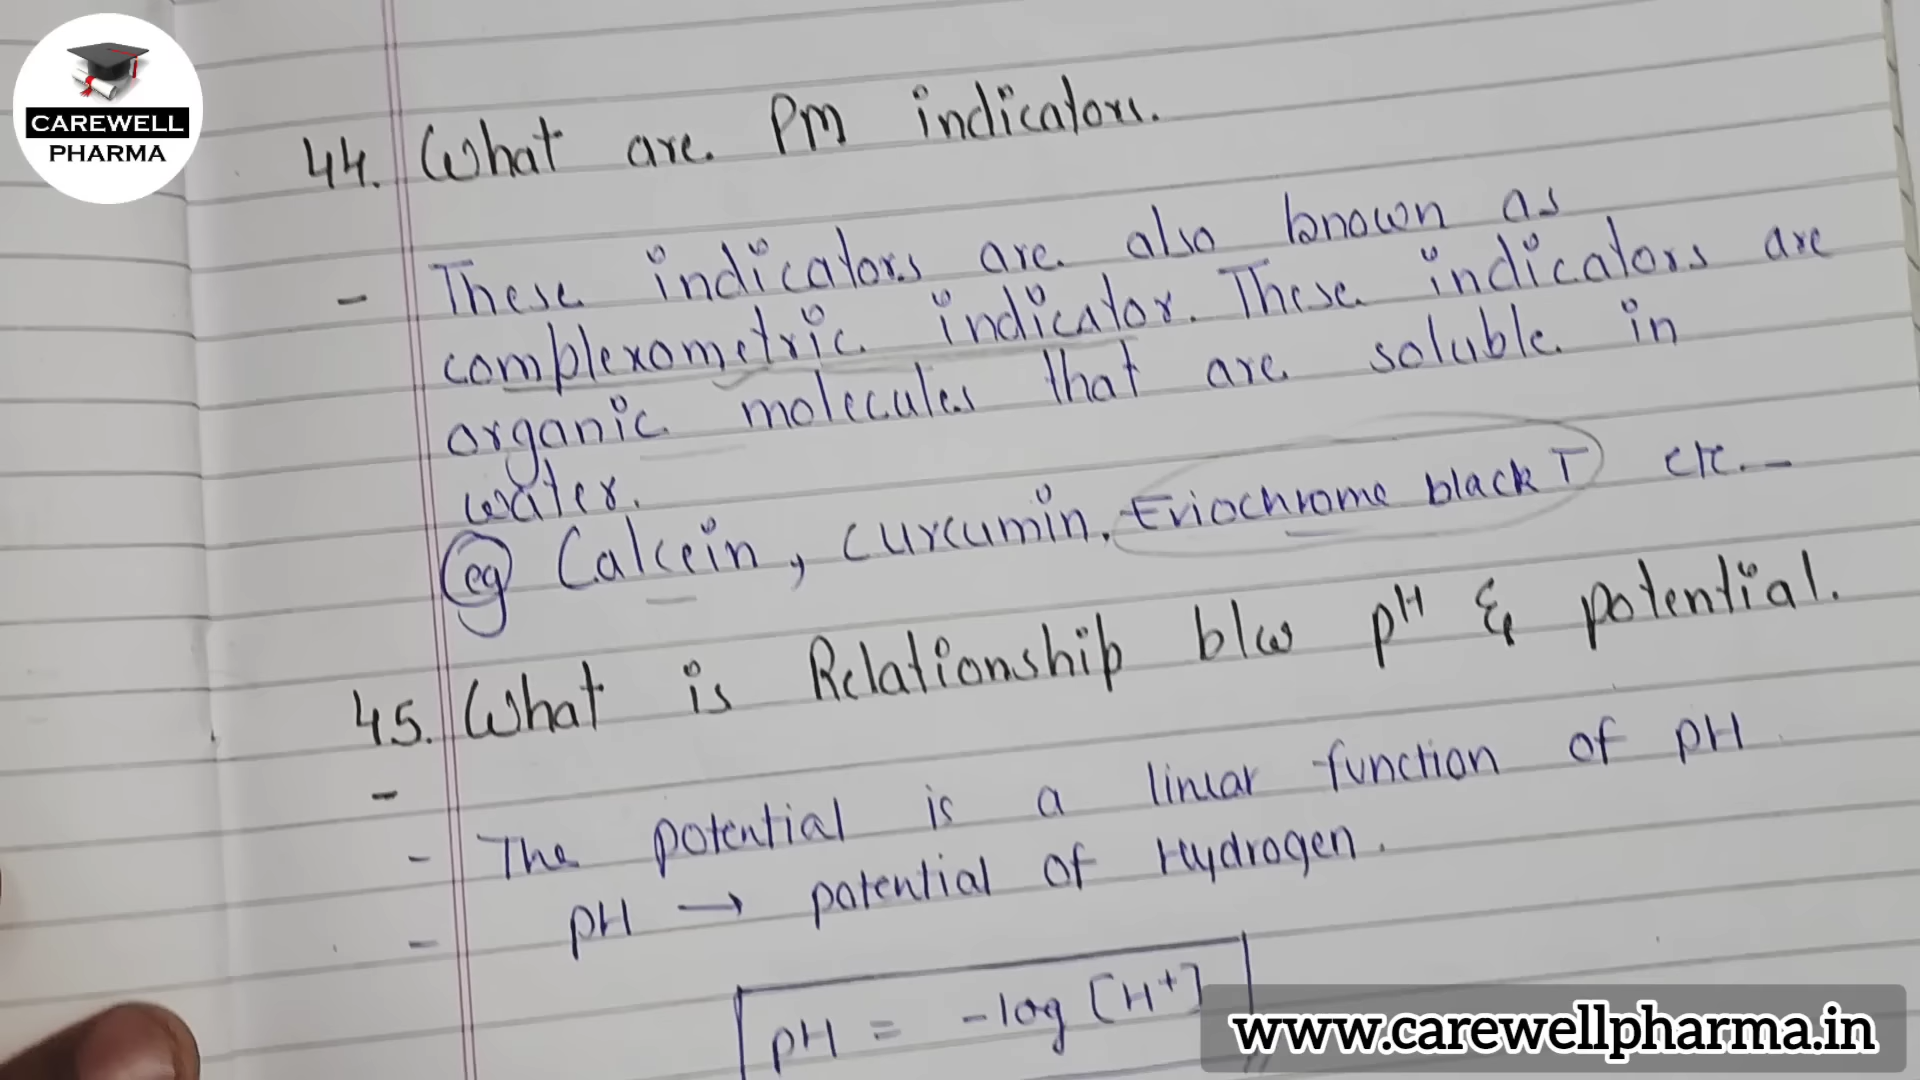 CAREWELL
PHARMA
44. What are PM indicators.
- These indicators are also known as
complexometric indicator. These indicators are
organic molecules that are soluble in
water.
eg Calcein, curcumin, Eriochrome black T etc.-
45. What is Relationship b/w pH & potential.
-
- The potential is a linear function of pH
- pH → potential of Hydrogen.
pH = -log [H+]
www.carewellpharma.in